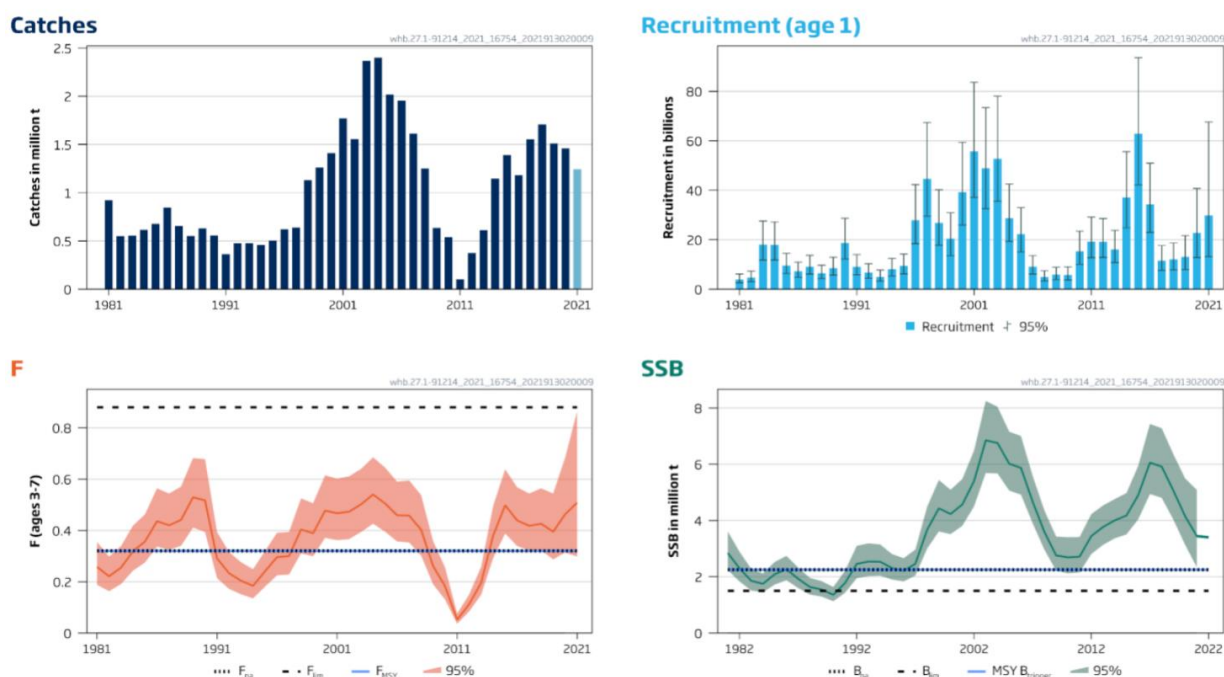 Catches
whb.27.1-91214_2021_16754_2021913020009
Catches in million t
2.5
2
1.5
1
0.5
0
1981 1991 2001 2011 2021
Recruitment (age 1)
whb.27.1-91214_2021_16754_2021913020009
Recruitment in billions
80
60
40
20
0
1981 1991 2001 2011 2021
Recruitment 95%
F
whb.27.1-91214_2021_16754_2021913020009
F (ages 3-7)
0.8
0.6
0.4
0.2
0
1981 1991 2001 2011 2021
F pa F lim F MSY 95%
SSB
whb.27.1-91214_2021_16754_2021913020009
SSB in million t
8
6
4
2
0
1982 1992 2002 2012 2022
B pa B lim MSY B trigger 95%